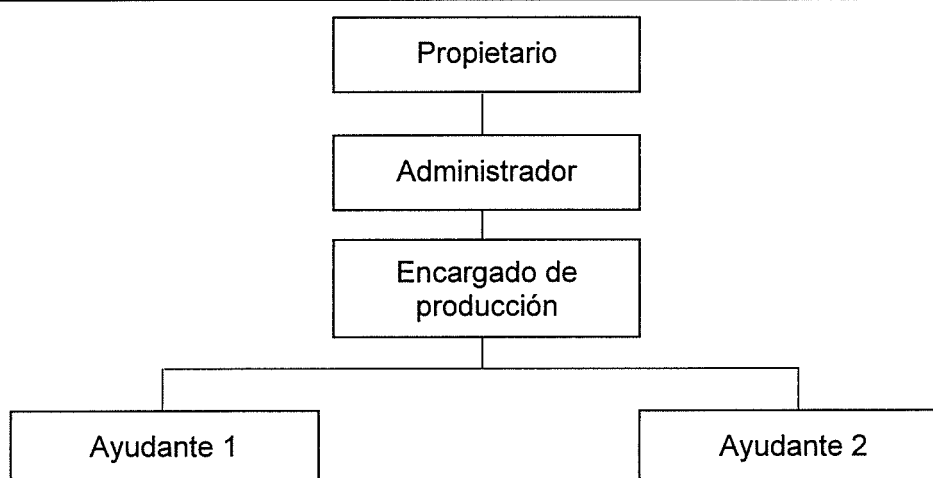 Propietario
Administrador
Encargado de
producción
Ayudante 1
Ayudante 2